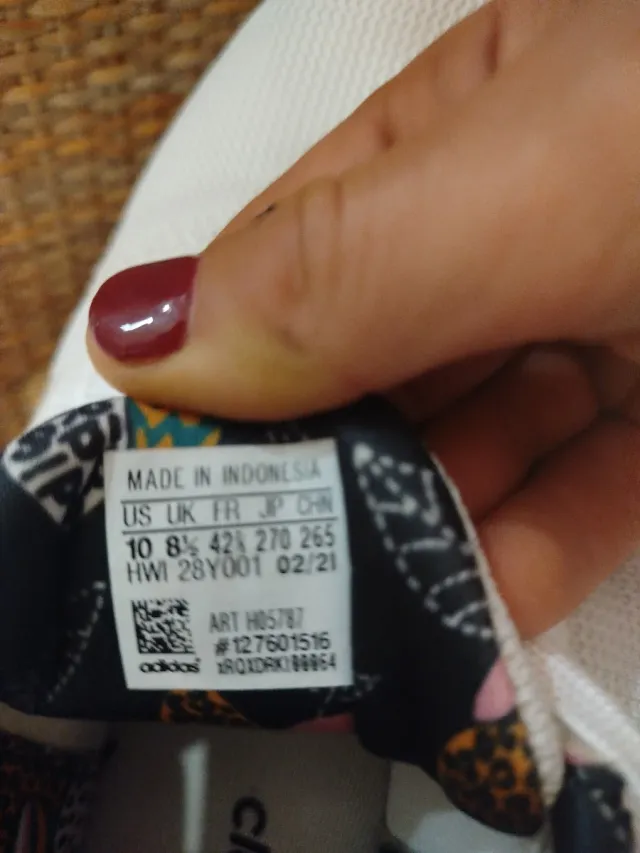 MADE IN INDONESIA
US UK FR JP CHN
10 8½ 42⅔ 270 265
HWI 28Y001 02/21
ART H05787
#127601516
adidas